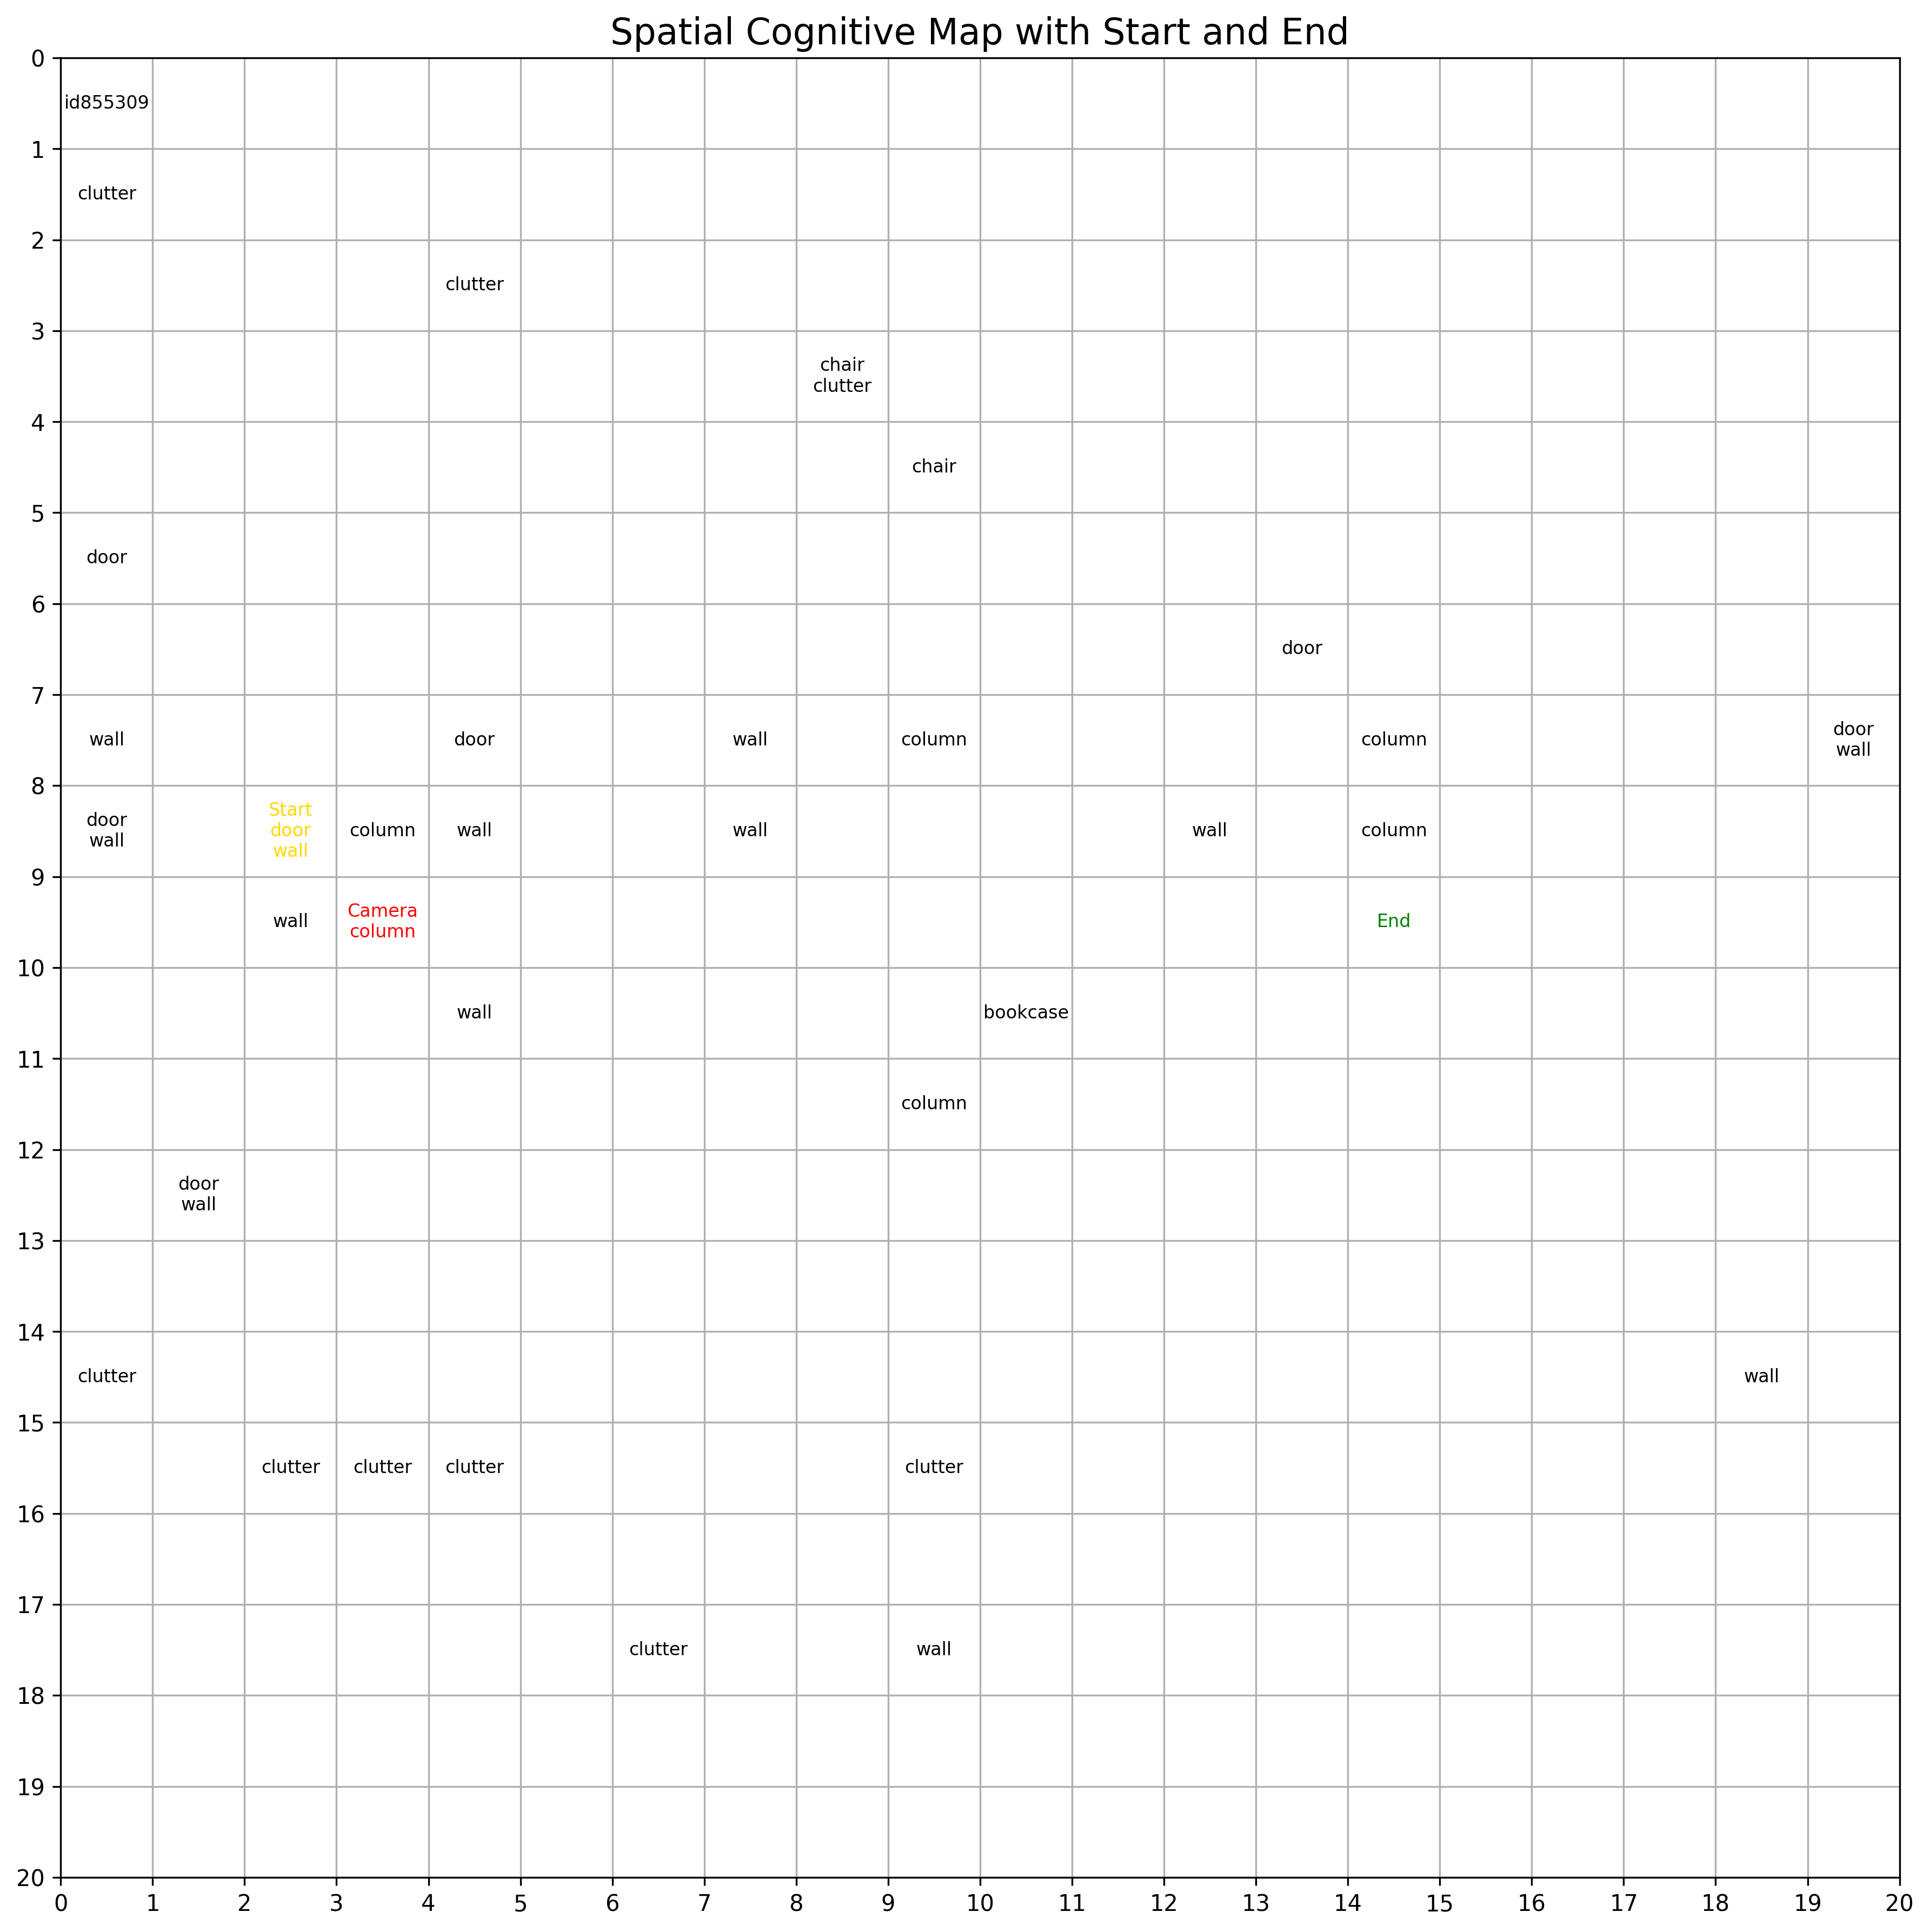 Spatial Cognitive Map with Start and End
0
id855309
1
clutter
2
clutter
3
chair
clutter
4
chair
5
door
6
door
7
wall
door
wall
column
column
door
wall
8
door
wall
Start
door
wall
column
wall
wall
wall
column
9
wall
Camera
column
End
10
wall
bookcase
11
column
12
door
wall
13
14
clutter
wall
15
clutter
clutter
clutter
clutter
16
17
clutter
wall
18
19
20
0 1 2 3 4 5 6 7 8 9 10 11 12 13 14 15 16 17 18 19 20